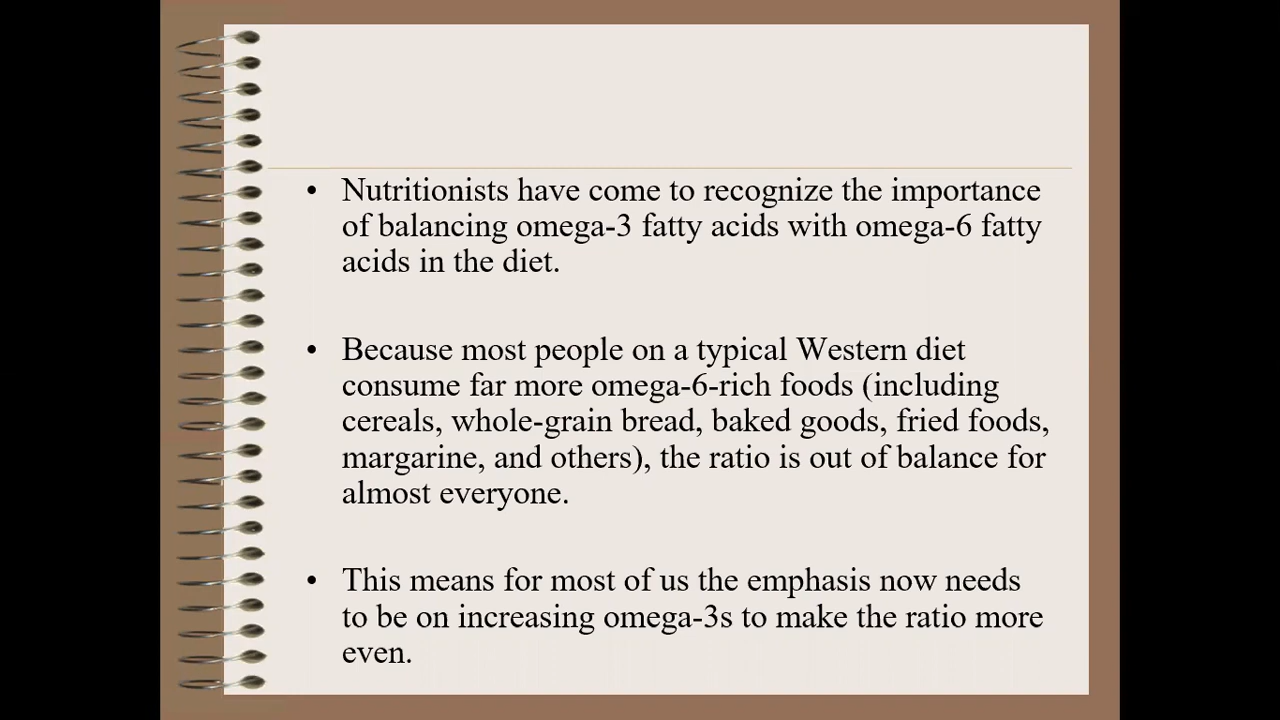 • Nutritionists have come to recognize the importance
of balancing omega-3 fatty acids with omega-6 fatty
acids in the diet.
• Because most people on a typical Western diet
consume far more omega-6-rich foods (including
cereals, whole-grain bread, baked goods, fried foods,
margarine, and others), the ratio is out of balance for
almost everyone.
• This means for most of us the emphasis now needs
to be on increasing omega-3s to make the ratio more
even.